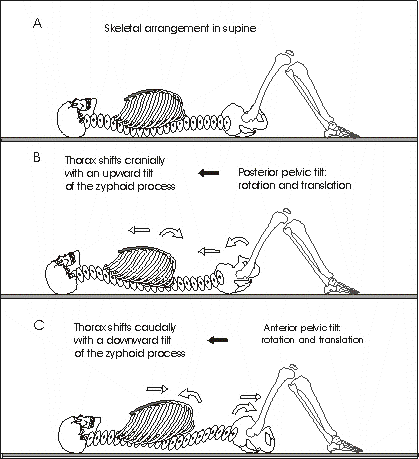 A
Skeletal arrangement in supine
B
Thorax shifts cranially
with an upward tilt
of the zyphoid process
Posterior pelvic tilt:
rotation and translation
C
Thorax shifts caudally
with a downward tilt
of the zyphoid process
Anterior pelvic tilt:
rotation and translation